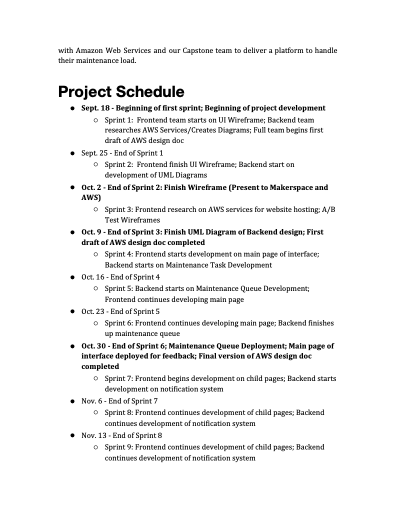 with Amazon Web Services and our Capstone team to deliver a platform to handle
their maintenance load.
Project Schedule
● Sept. 18 - Beginning of first sprint; Beginning of project development
○ Sprint 1: Frontend team starts on UI Wireframe; Backend team
researches AWS Services/Creates Diagrams; Full team begins first
draft of AWS design doc
● Sept. 25 - End of Sprint 1
○ Sprint 2: Frontend finish UI Wireframe; Backend start on
development of UML Diagrams
● Oct. 2 - End of Sprint 2: Finish Wireframe (Present to Makerspace and
AWS)
○ Sprint 3: Frontend research on AWS services for website hosting; A/B
Test Wireframes
● Oct. 9 - End of Sprint 3: Finish UML Diagram of Backend design; First
draft of AWS design doc completed
○ Sprint 4: Frontend starts development on main page of interface;
Backend starts on Maintenance Task Development
● Oct. 16 - End of Sprint 4
○ Sprint 5: Backend starts on Maintenance Queue Development;
Frontend continues developing main page
● Oct. 23 - End of Sprint 5
○ Sprint 6: Frontend continues developing main page; Backend finishes
up maintenance queue
● Oct. 30 - End of Sprint 6; Maintenance Queue Deployment; Main page of
interface deployed for feedback; Final version of AWS design doc
completed
○ Sprint 7: Frontend begins development on child pages; Backend starts
development on notification system
● Nov. 6 - End of Sprint 7
○ Sprint 8: Frontend continues development of child pages; Backend
continues development of notification system
● Nov. 13 - End of Sprint 8
○ Sprint 9: Frontend continues development of child pages; Backend
continues development of notification system